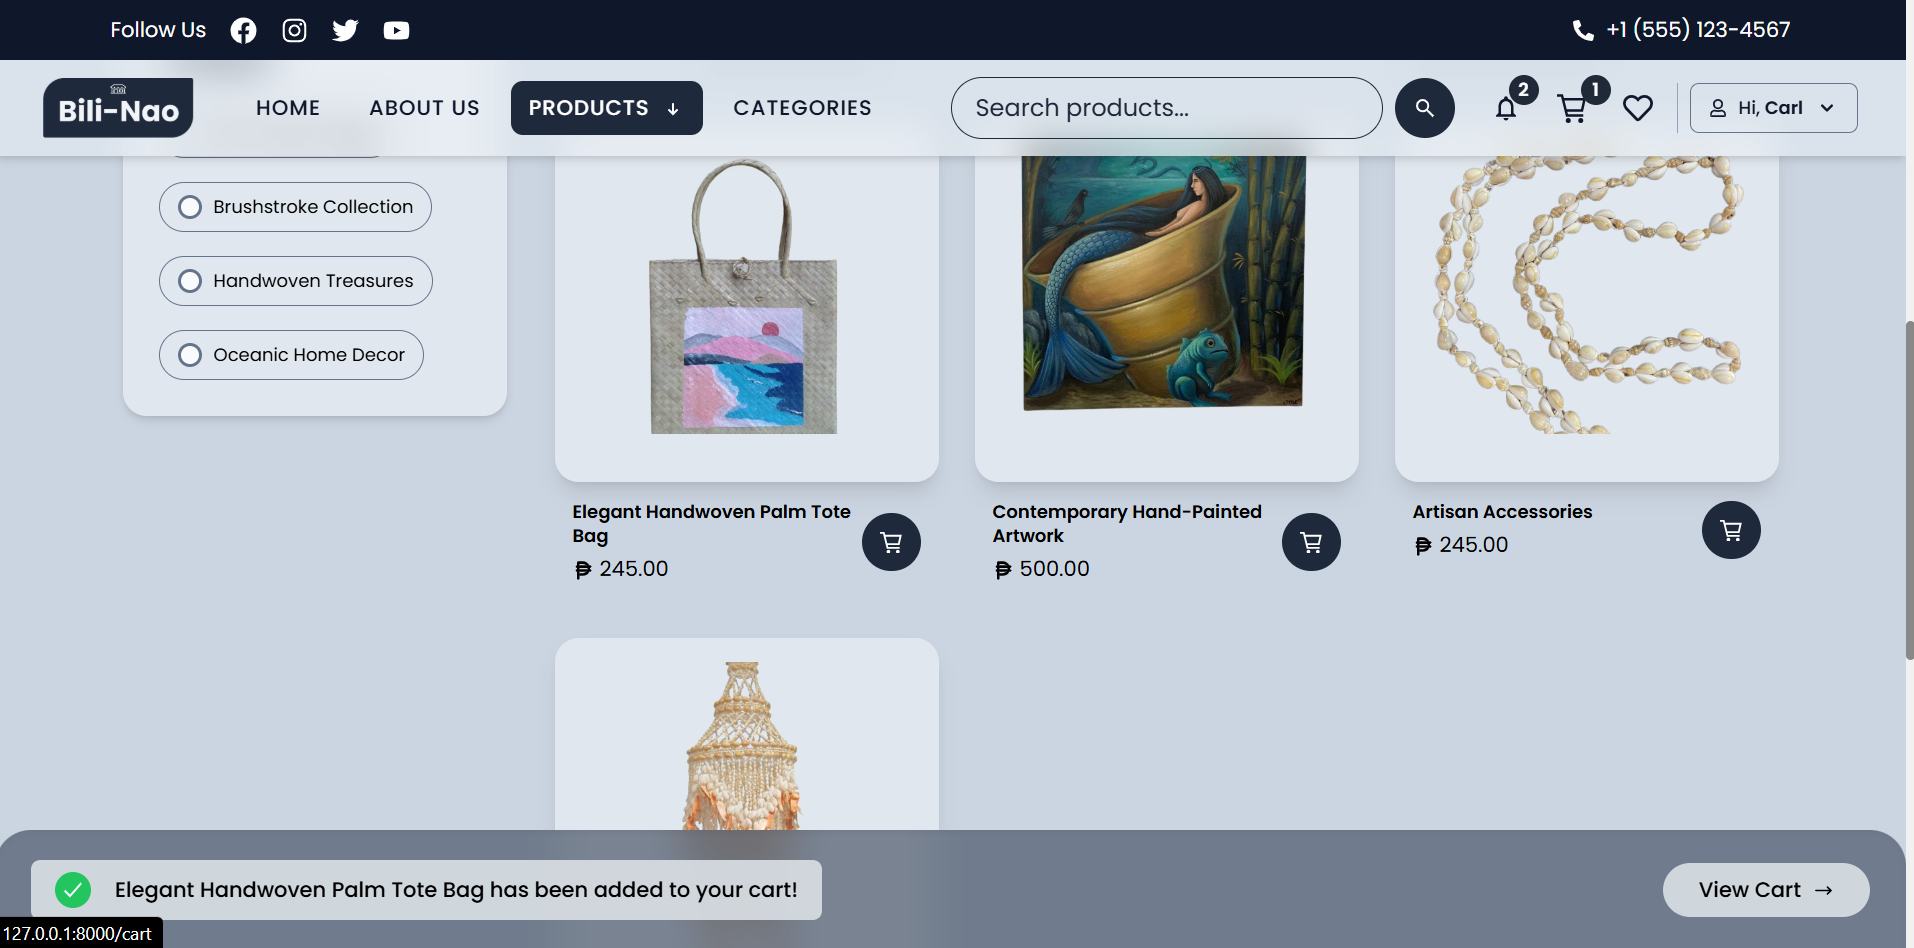 Follow Us
+1 (555) 123-4567
Bili-Nao
HOME
ABOUT US
PRODUCTS ↓
CATEGORIES
Search products...
2
1
Hi, Carl
Brushstroke Collection
Handwoven Treasures
Oceanic Home Decor
Elegant Handwoven Palm Tote
Bag
₱ 245.00
Contemporary Hand-Painted
Artwork
₱ 500.00
Artisan Accessories
₱ 245.00
Elegant Handwoven Palm Tote Bag has been added to your cart!
View Cart →
127.0.0.1:8000/cart